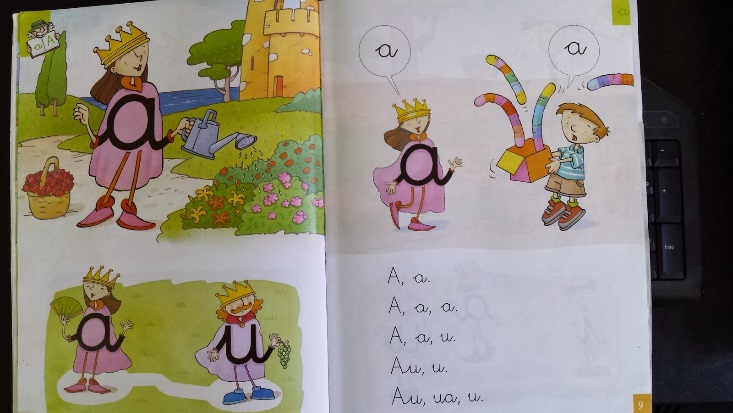 a A
a
a
u
a
a
a
a
A, a.
A, a, a.
A, a, u.
Au, u.
Au, ua, u.
9